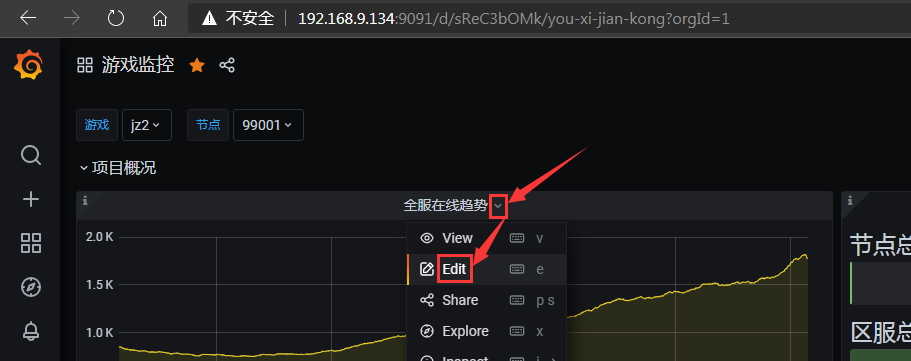 不安全 192.168.9.134:9091/d/sReC3bOMk/you-xi-jian-kong?orgId=1
游戏监控
游戏 jz2 节点 99001
项目概况
全服在线趋势
2.0 K
1.5 K
1.0 K
View v
Edit e
Share p s
Explore x
Inspect
节点总
区服总